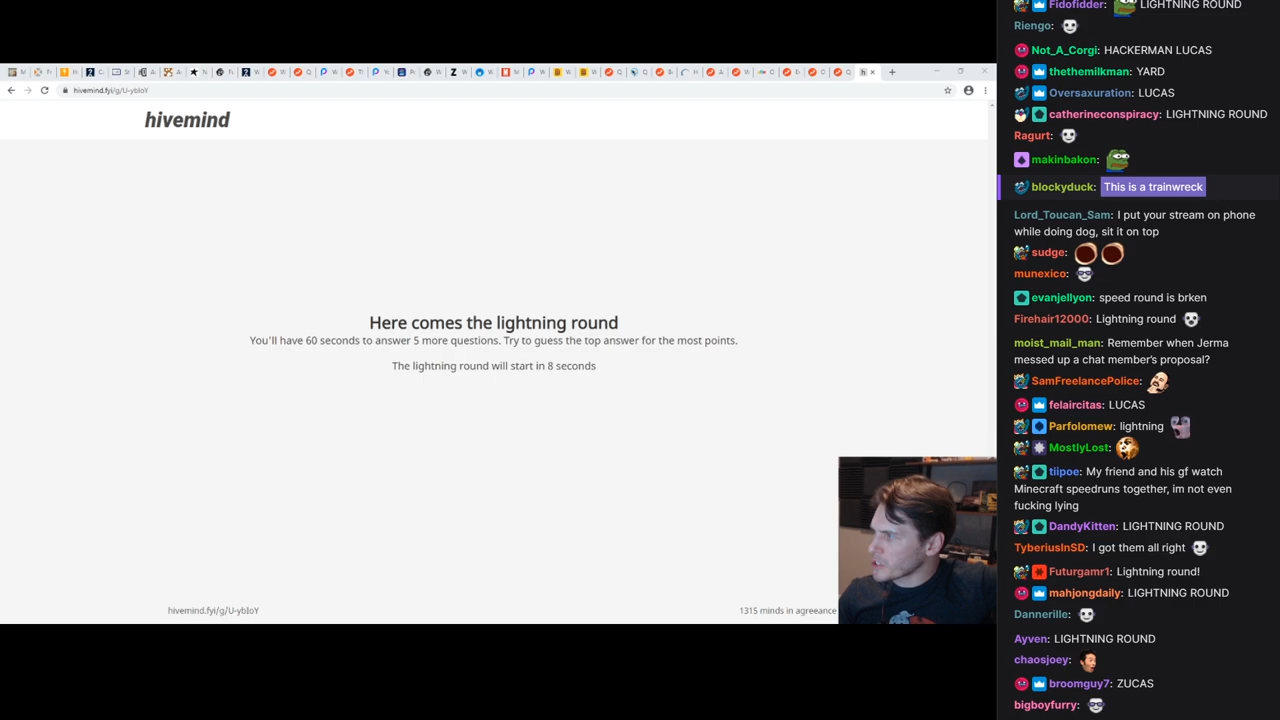 hivemind.fyi/g/U-ybIoY
hivemind
Here comes the lightning round
You'll have 60 seconds to answer 5 more questions. Try to guess the top answer for the most points.
The lightning round will start in 8 seconds
hivemind.fyi/g/U-ybIoY
1315 minds in agreeance
Fidofidder: LIGHTNING ROUND
Riengo:
Not_A_Corgi: HACKERMAN LUCAS
thethemilkman: YARD
Oversaxuration: LUCAS
catherineconspiracy: LIGHTNING ROUND
Ragurt:
makinbakon:
blockyduck: This is a trainwreck
Lord_Toucan_Sam: I put your stream on phone
while doing dog, sit it on top
sudge:
munexico:
evanjellyon: speed round is brken
Firehair12000: Lightning round
moist_mail_man: Remember when Jerma
messed up a chat member's proposal?
SamFreelancePolice:
felaircitas: LUCAS
Parfolomew: lightning
MostlyLost:
tiipoe: My friend and his gf watch
Minecraft speedruns together, im not even
fucking lying
DandyKitten: LIGHTNING ROUND
TyberiusInSD: I got them all right
Futurgamr1: Lightning round!
mahjongdaily: LIGHTNING ROUND
Dannerille:
Ayven: LIGHTNING ROUND
chaosjoey:
broomguy7: ZUCAS
bigboyfurry: